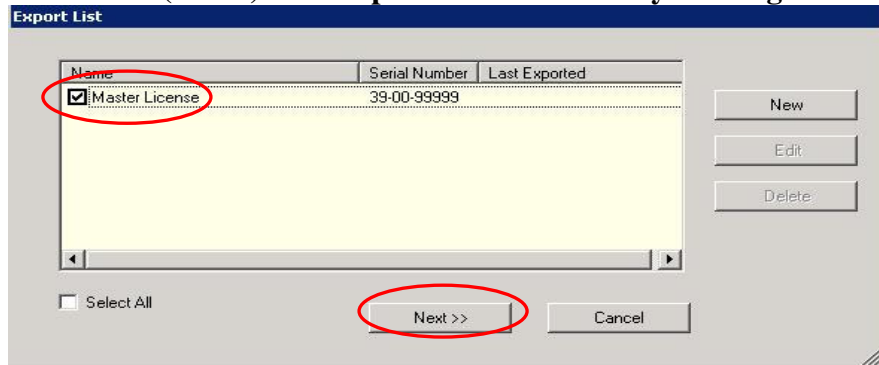 Export List
Name Serial Number Last Exported
Master License 39-00-99999
New
Edit
Delete
Select All
Next >> Cancel